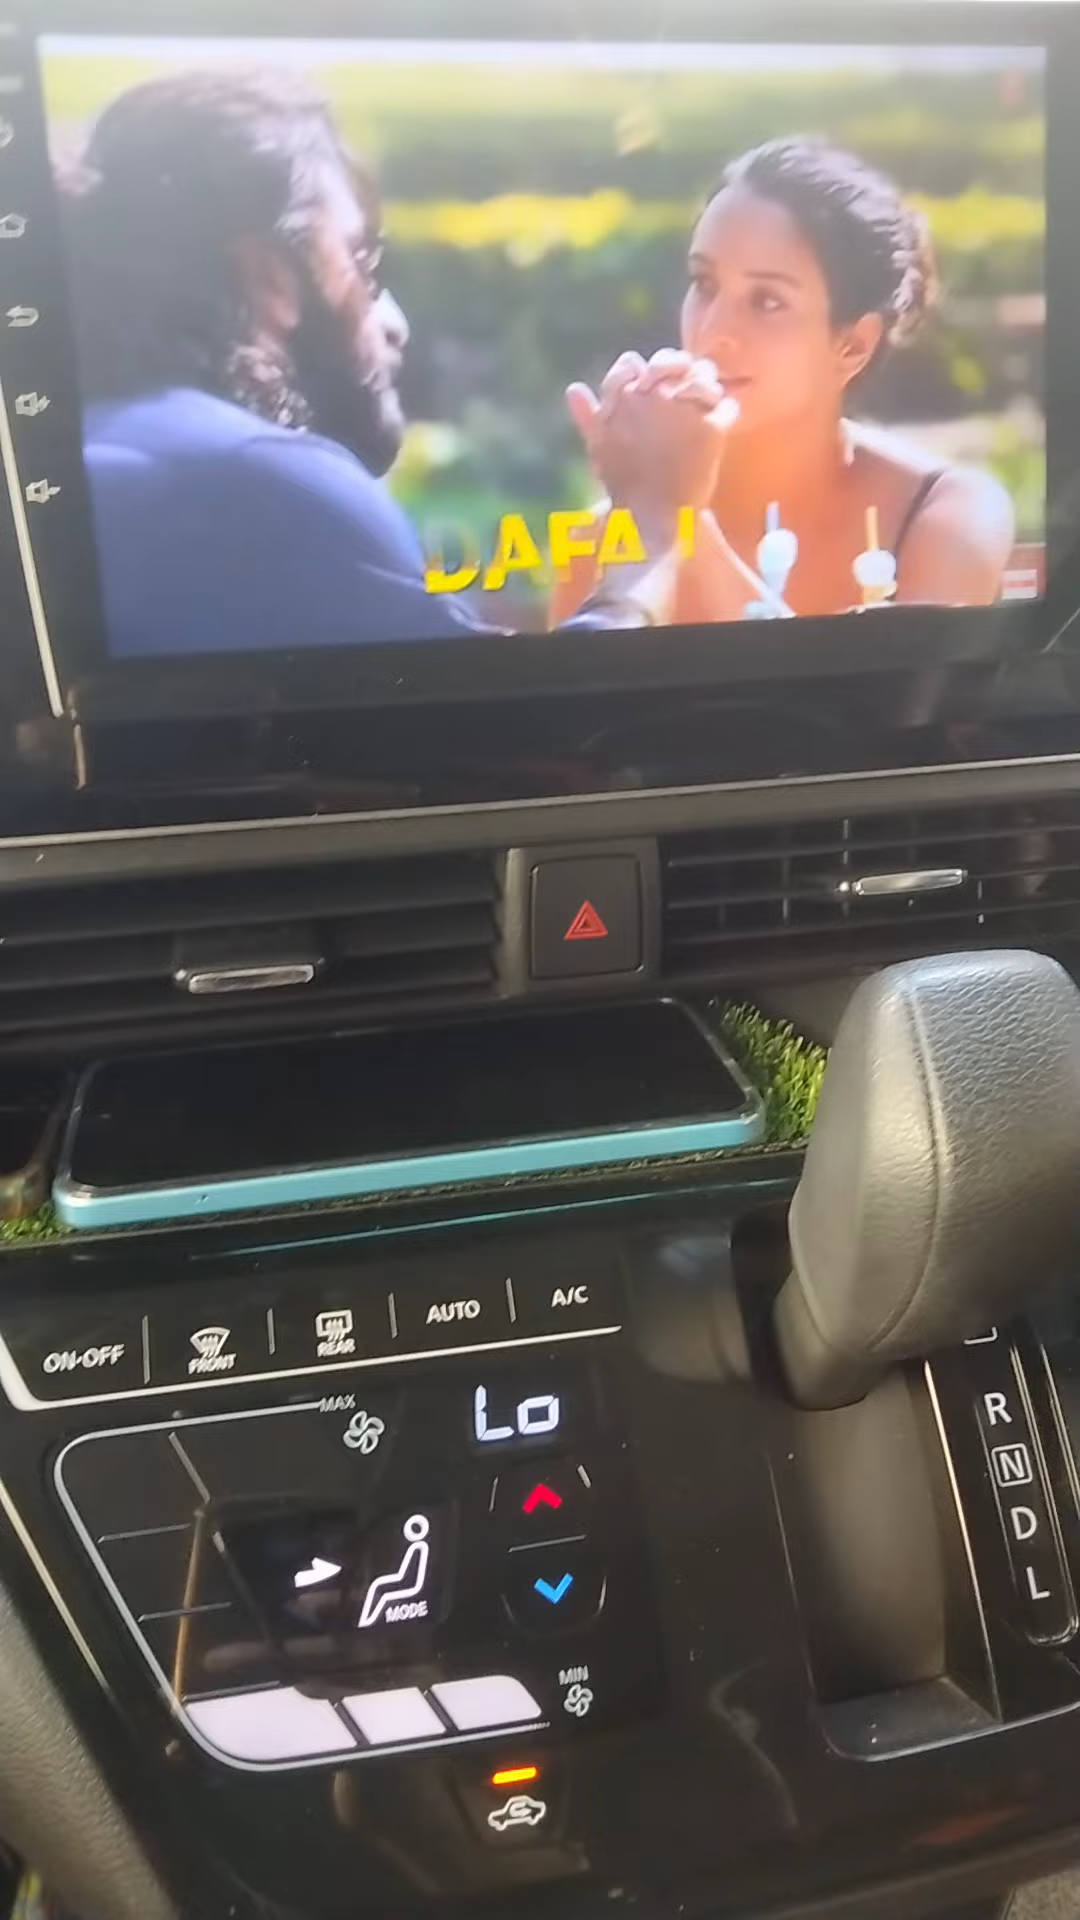 DAFA
ON·OFF
FRONT
REAR
AUTO
A/C
MAX
Lo
MODE
MIN
R
N
D
L